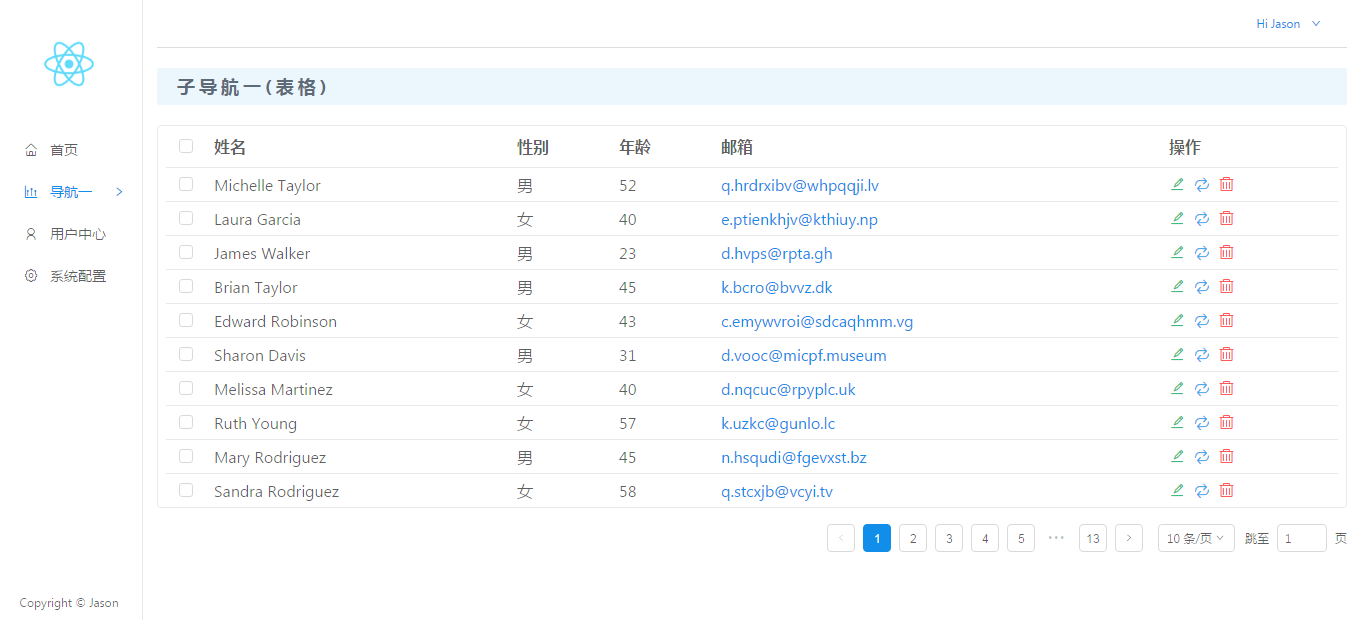 Hi Jason
子导航一(表格)
首页
导航一
用户中心
系统配置
姓名 性别 年龄 邮箱 操作
Michelle Taylor 男 52 q.hrdrxibv@whpqqji.lv
Laura Garcia 女 40 e.ptienkhjv@kthiuy.np
James Walker 男 23 d.hvps@rpta.gh
Brian Taylor 男 45 k.bcro@bvvz.dk
Edward Robinson 女 43 c.emywvroi@sdcaqhmm.vg
Sharon Davis 男 31 d.vooc@micpf.museum
Melissa Martinez 女 40 d.nqcuc@rpyplc.uk
Ruth Young 女 57 k.uzkc@gunlo.lc
Mary Rodriguez 男 45 n.hsqudi@fgevxst.bz
Sandra Rodriguez 女 58 q.stcxjb@vcyi.tv
1 2 3 4 5 ••• 13 10 条/页 跳至 1 页
Copyright © Jason